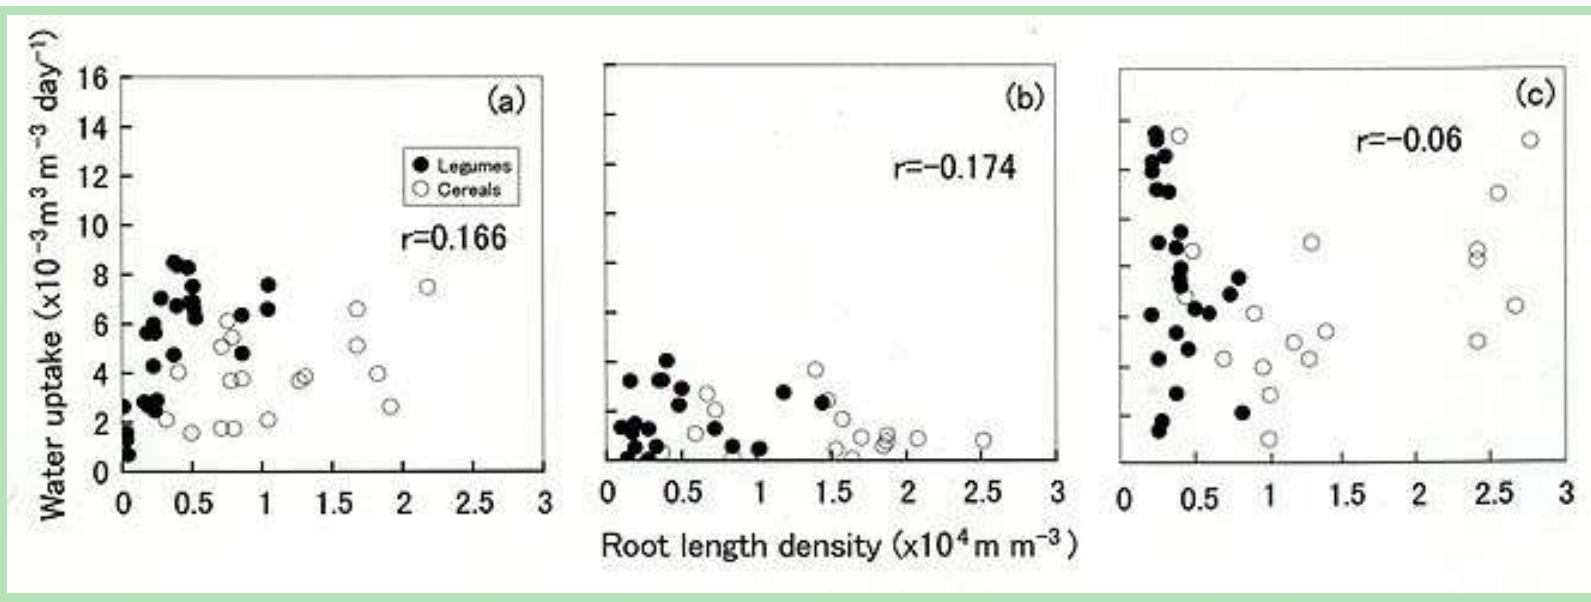 Water uptake (x10⁻³m³ m⁻³ day⁻¹)
16
14
12
10
8
6
4
2
0
0 0.5 1 1.5 2 2.5 3
(a)
Legumes
Cereals
r=0.166
(b)
r=-0.174
0 0.5 1 1.5 2 2.5 3
(c)
r=-0.06
0 0.5 1 1.5 2 2.5 3
Root length density (x10⁴m m⁻³)